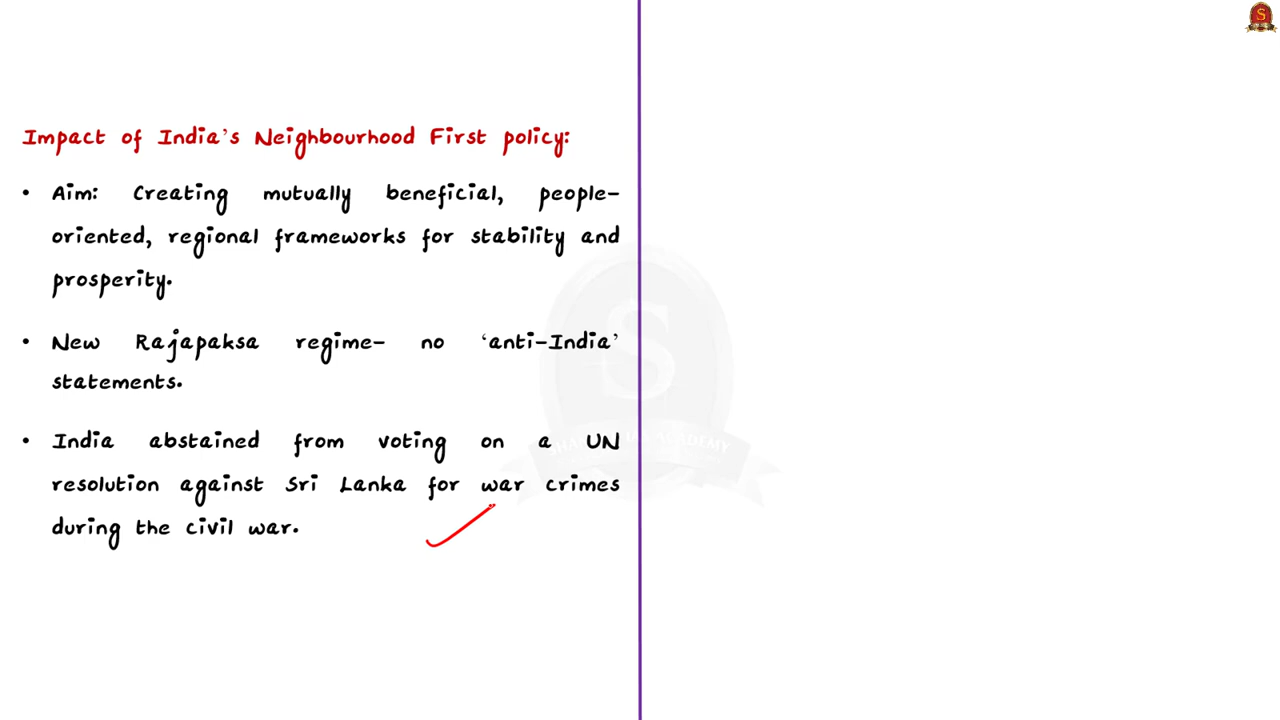 Impact of India's Neighbourhood First policy:
• Aim: Creating mutually beneficial, people-
oriented, regional frameworks for stability and
prosperity.
• New Rajapaksa regime- no 'anti-India'
statements.
• India abstained from voting on a UN
resolution against Sri Lanka for war crimes
during the civil war.
S